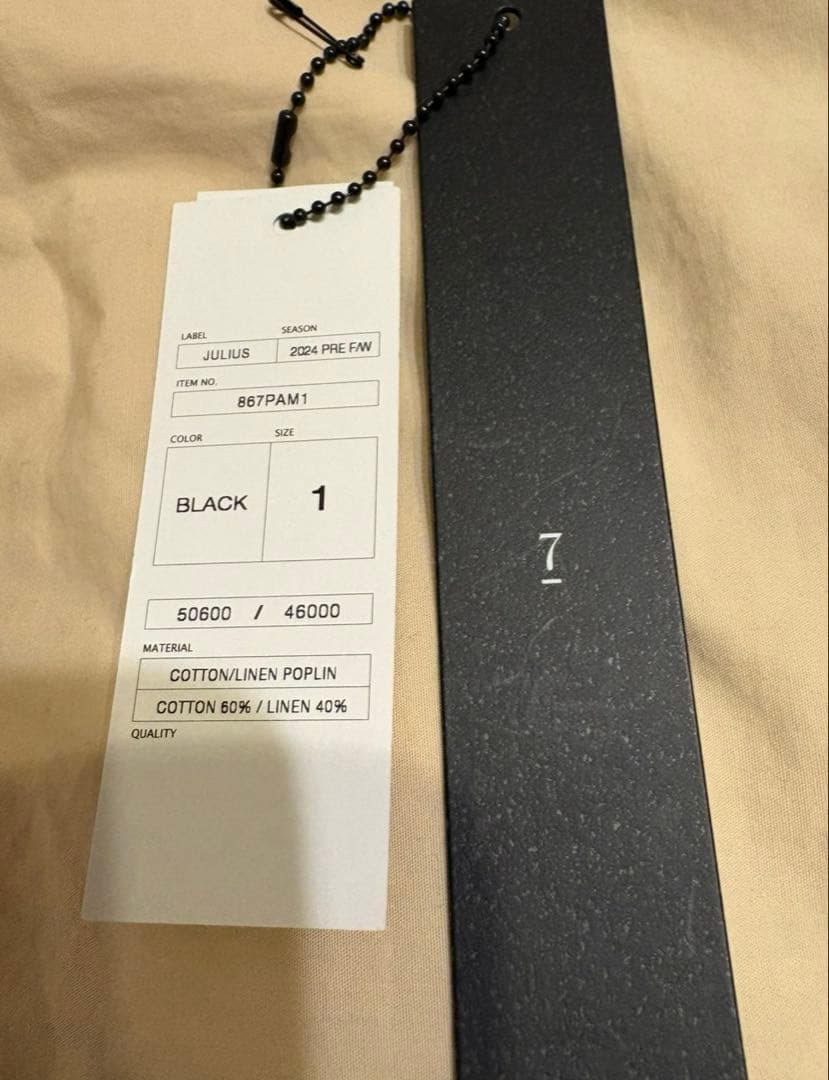 LABEL SEASON
JULIUS 2024 PRE F/W
ITEM NO.
867PAM1
COLOR SIZE
BLACK 1
50600 / 46000
MATERIAL
COTTON/LINEN POPLIN
COTTON 60% / LINEN 40%
QUALITY
7